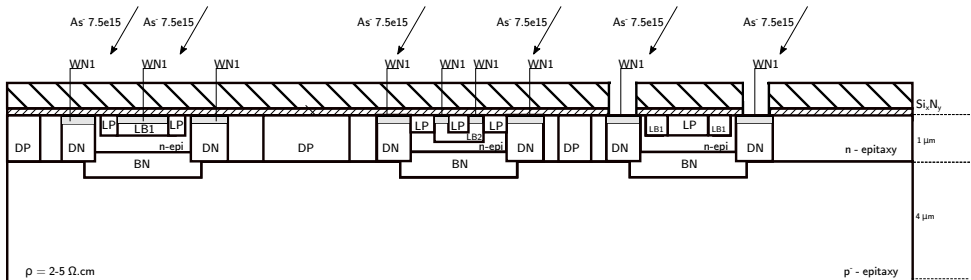 As⁻ 7.5e15 As⁻ 7.5e15 As⁻ 7.5e15 As⁻ 7.5e15 As⁻ 7.5e15 As⁻ 7.5e15
WN1 WN1 WN1 WN1 WN1 WN1 WN1 WN1 WN1
SiₓNᵧ
LP LB1 LP LP LP LP LB1 LP LB1
LB2
DP DN n-epi DN DP DN n-epi DN DP DN n-epi DN n - epitaxy 1 μm
BN BN BN
4 μm
ρ = 2-5 Ω.cm p⁻ - epitaxy